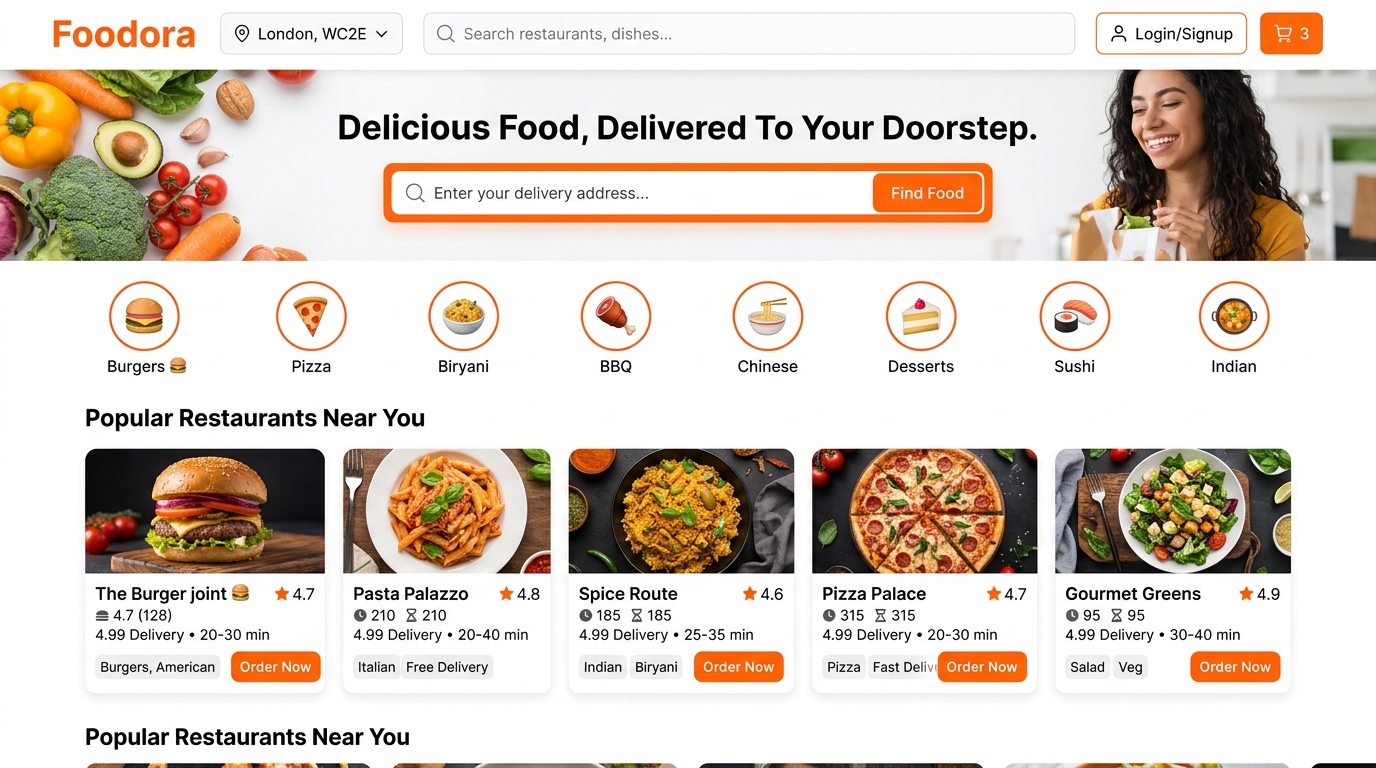 Foodora
London, WC2E
Search restaurants, dishes...
Login/Signup
3
Delicious Food, Delivered To Your Doorstep.
Enter your delivery address...
Find Food
Burgers 🍔
Pizza
Biryani
BBQ
Chinese
Desserts
Sushi
Indian
Popular Restaurants Near You
The Burger joint 🍔 4.7
4.7 (128)
4.99 Delivery • 20-30 min
Burgers, American
Order Now
Pasta Palazzo 4.8
210 210
4.99 Delivery • 20-40 min
Italian Free Delivery
Spice Route 4.6
185 185
4.99 Delivery • 25-35 min
Indian Biryani
Order Now
Pizza Palace 4.7
315 315
4.99 Delivery • 20-30 min
Pizza Fast Delive
Order Now
Gourmet Greens 4.9
95 95
4.99 Delivery • 30-40 min
Salad Veg
Order Now
Popular Restaurants Near You